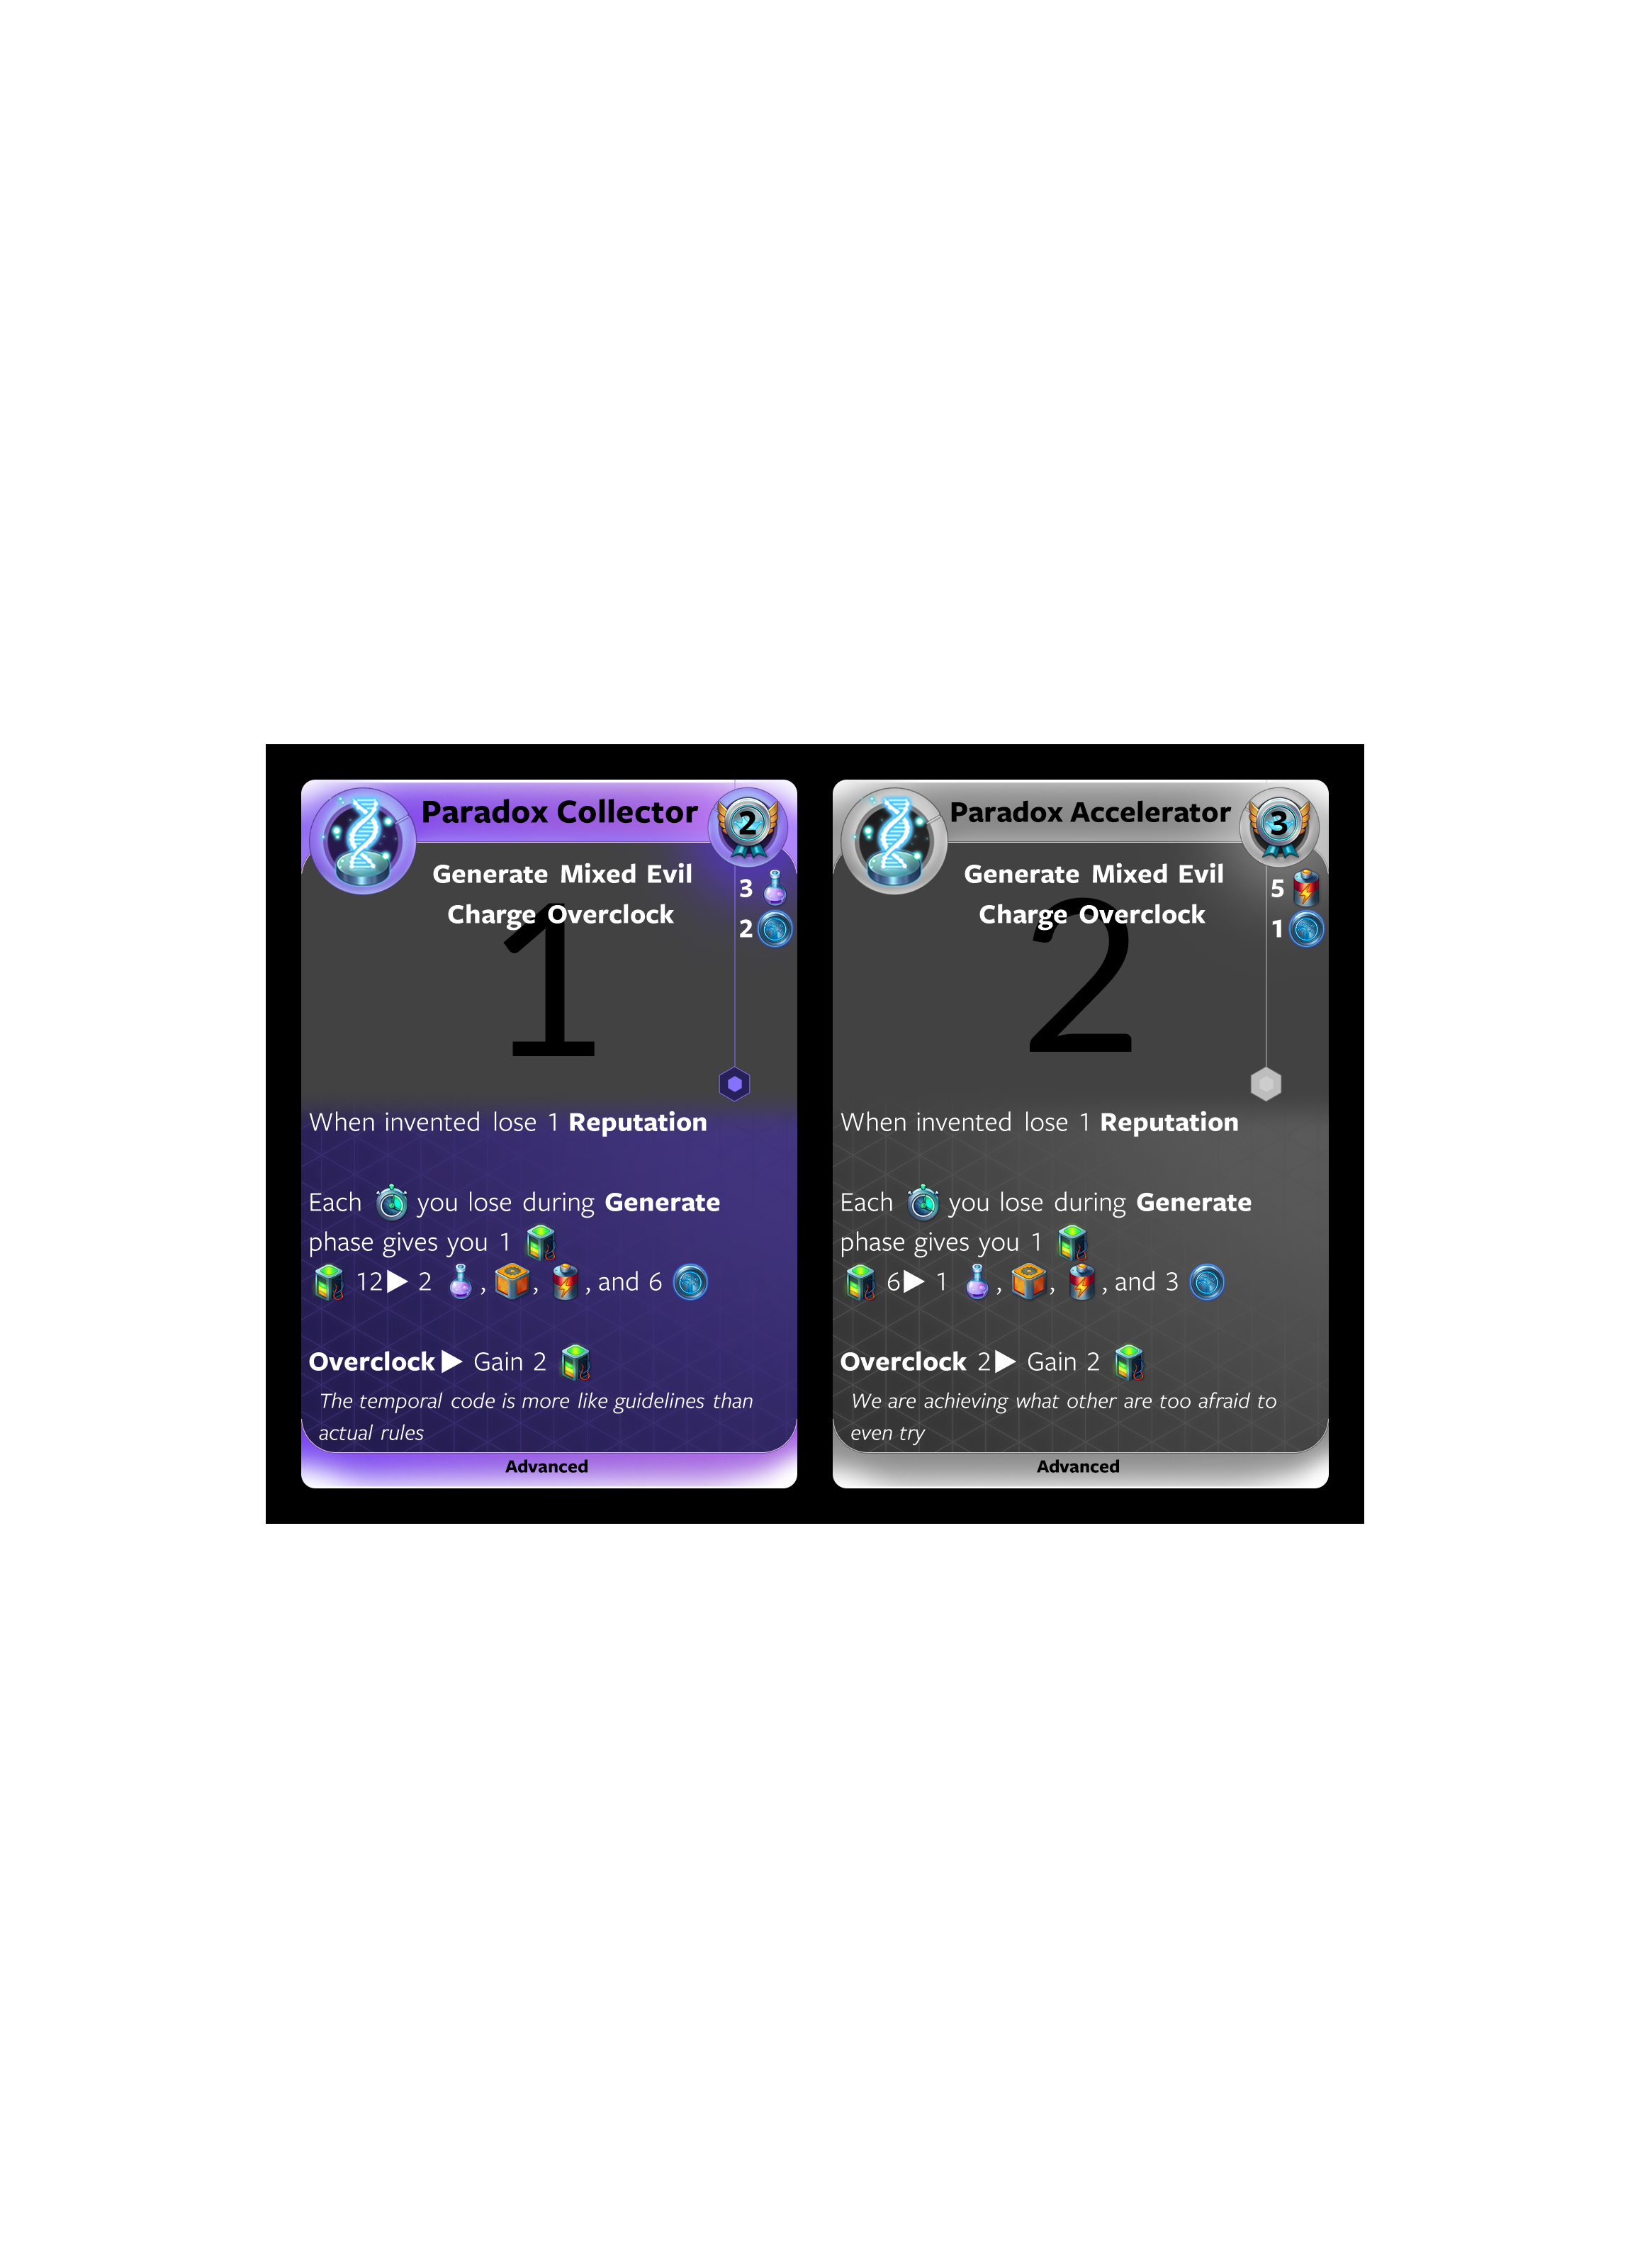 Paradox Collector
2
Generate Mixed Evil
Charge Overclock
3
2
1
When invented lose 1 Reputation
Each you lose during Generate
phase gives you 1
12▶ 2 , , , and 6
Overclock ▶ Gain 2
The temporal code is more like guidelines than
actual rules
Advanced
Paradox Accelerator
3
Generate Mixed Evil
Charge Overclock
5
1
2
When invented lose 1 Reputation
Each you lose during Generate
phase gives you 1
6▶ 1 , , , and 3
Overclock 2▶ Gain 2
We are achieving what other are too afraid to
even try
Advanced